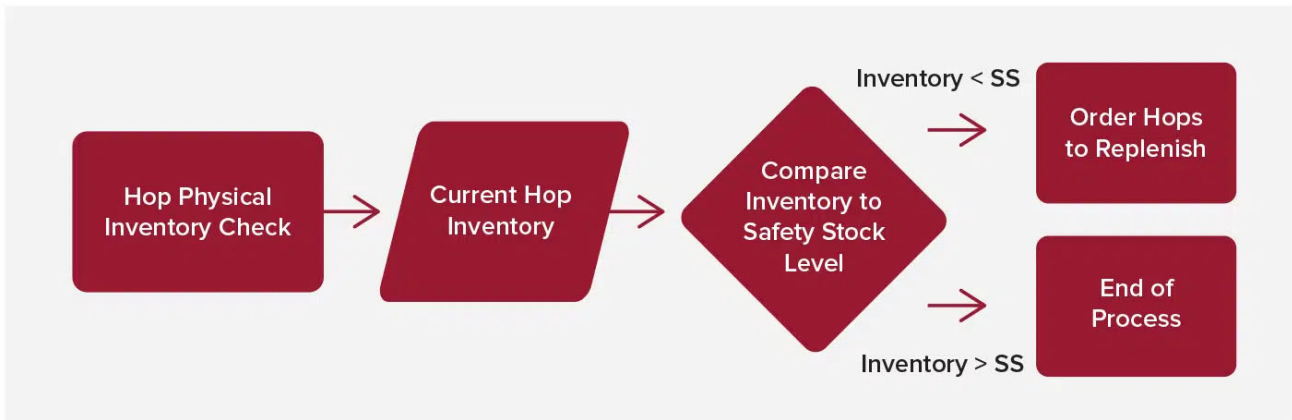 Hop Physical
Inventory Check
Current Hop
Inventory
Compare
Inventory to
Safety Stock
Level
Inventory < SS
Order Hops
to Replenish
Inventory > SS
End of
Process